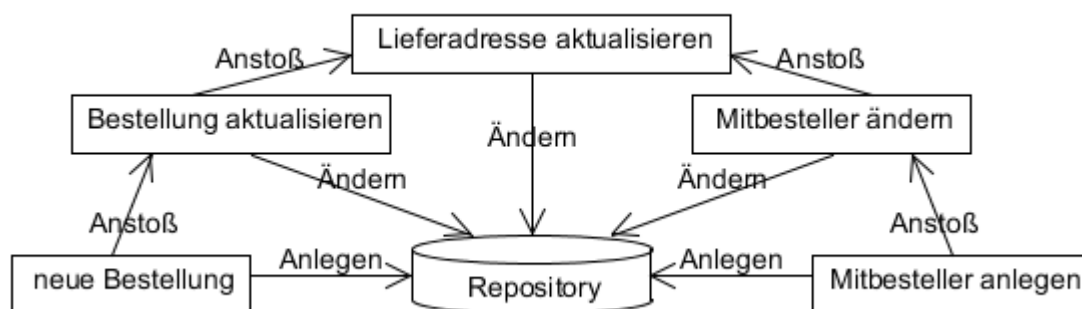 Lieferadresse aktualisieren
Anstoß
Anstoß
Bestellung aktualisieren
Mitbesteller ändern
Ändern
Ändern
Ändern
Anstoß
Anstoß
neue Bestellung
Anlegen
Repository
Anlegen
Mitbesteller anlegen